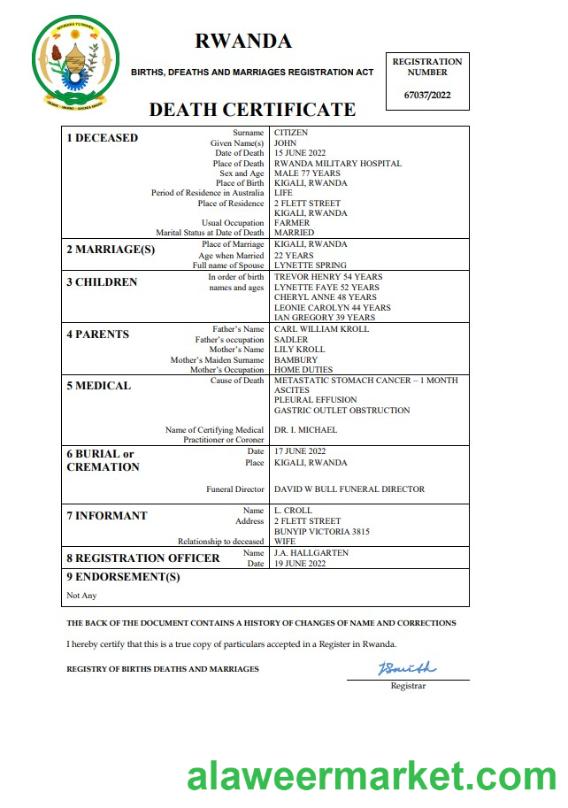 RWANDA
BIRTHS, DFEATHS AND MARRIAGES REGISTRATION ACT
REGISTRATION
NUMBER
67037/2022
DEATH CERTIFICATE
1 DECEASED
Surname CITIZEN
Given Name(s) JOHN
Date of Death 15 JUNE 2022
Place of Death RWANDA MILITARY HOSPITAL
Sex and Age MALE 77 YEARS
Place of Birth KIGALI, RWANDA
Period of Residence in Australia LIFE
Place of Residence 2 FLETT STREET
KIGALI, RWANDA
Usual Occupation FARMER
Marital Status at Date of Death MARRIED
2 MARRIAGE(S)
Place of Marriage KIGALI, RWANDA
Age when Married 22 YEARS
Full name of Spouse LYNETTE SPRING
3 CHILDREN
In order of birth TREVOR HENRY 54 YEARS
names and ages LYNETTE FAYE 52 YEARS
CHERYL ANNE 48 YEARS
LEONIE CAROLYN 44 YEARS
IAN GREGORY 39 YEARS
4 PARENTS
Father's Name CARL WILLIAM KROLL
Father's occupation SADLER
Mother's Name LILY KROLL
Mother's Maiden Surname BAMBURY
Mother's Occupation HOME DUTIES
5 MEDICAL
Cause of Death METASTATIC STOMACH CANCER – 1 MONTH
ASCITES
PLEURAL EFFUSION
GASTRIC OUTLET OBSTRUCTION
Name of Certifying Medical DR. I. MICHAEL
Practitioner or Coroner
6 BURIAL or
CREMATION
Date 17 JUNE 2022
Place KIGALI, RWANDA
Funeral Director DAVID W BULL FUNERAL DIRECTOR
7 INFORMANT
Name L. CROLL
Address 2 FLETT STREET
BUNYIP VICTORIA 3815
Relationship to deceased WIFE
8 REGISTRATION OFFICER
Name J.A. HALLGARTEN
Date 19 JUNE 2022
9 ENDORSEMENT(S)
Not Any
THE BACK OF THE DOCUMENT CONTAINS A HISTORY OF CHANGES OF NAME AND CORRECTIONS
I hereby certify that this is a true copy of particulars accepted in a Register in Rwanda.
REGISTRY OF BIRTHS DEATHS AND MARRIAGES
JSmith
Registrar
alaweermarket.com